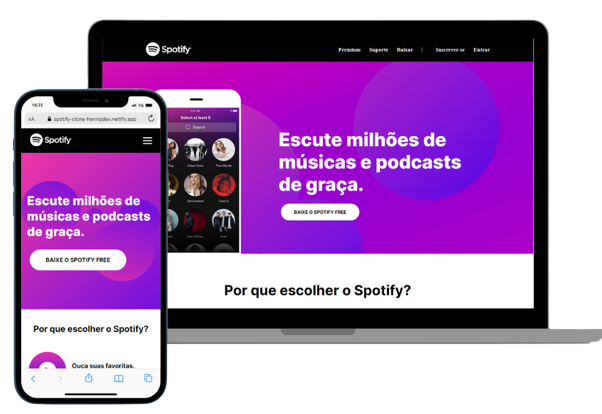 Spotify
Premium Suporte Baixar | Inscrever-se Entrar
Select at least 5
Search
Escute milhões de
músicas e podcasts
de graça.
BAIXE O SPOTIFY FREE
Por que escolher o Spotify?
16:35
AA spotify-clone-henriqdev.netlify.app
Spotify
Escute milhões de
músicas e podcasts
de graça.
BAIXE O SPOTIFY FREE
Por que escolher o Spotify?
Ouça suas favoritas.